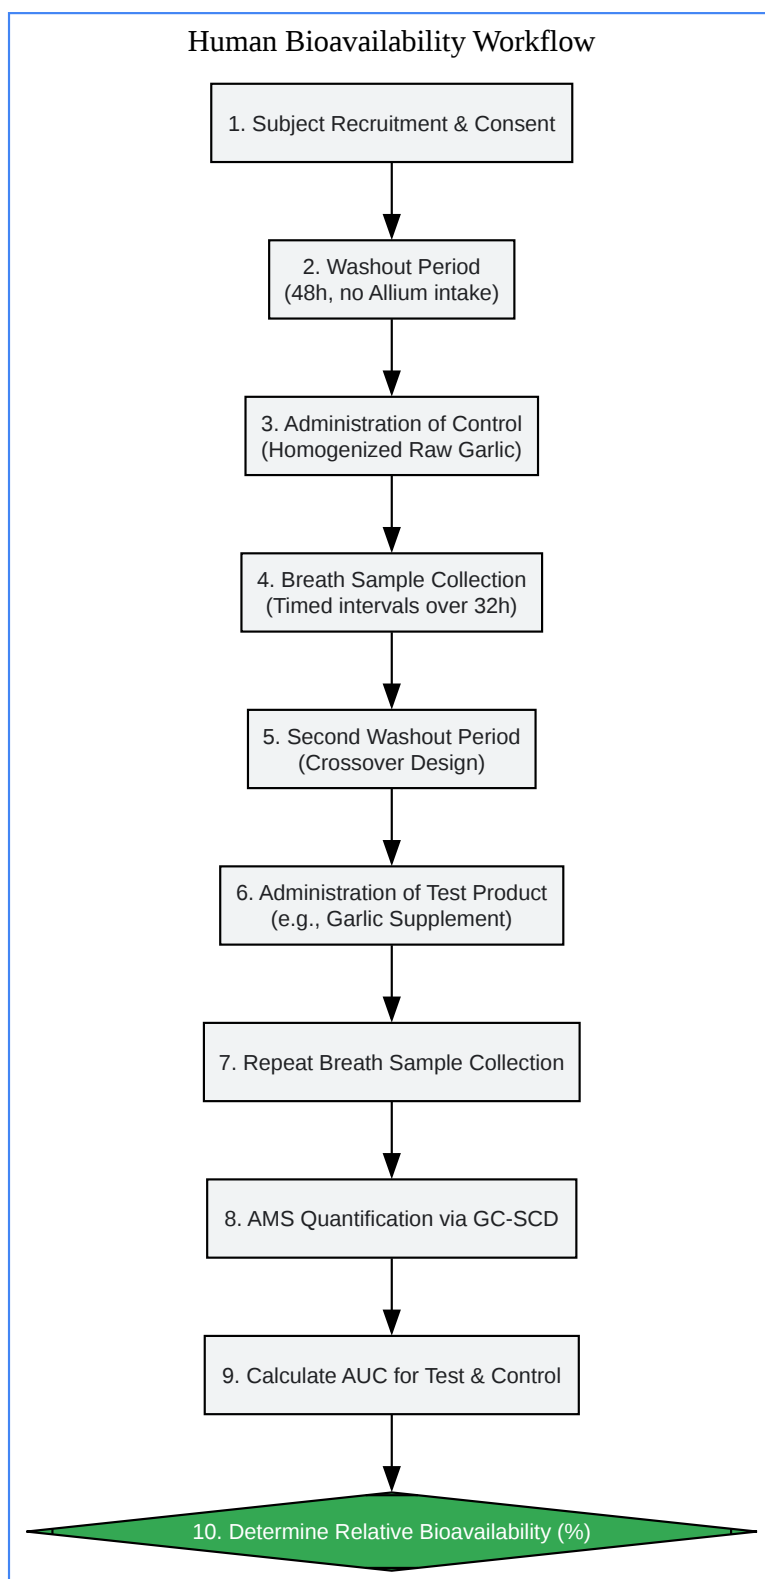 Human Bioavailability Workflow
1. Subject Recruitment & Consent
2. Washout Period
(48h, no Allium intake)
3. Administration of Control
(Homogenized Raw Garlic)
4. Breath Sample Collection
(Timed intervals over 32h)
5. Second Washout Period
(Crossover Design)
6. Administration of Test Product
(e.g., Garlic Supplement)
7. Repeat Breath Sample Collection
8. AMS Quantification via GC-SCD
9. Calculate AUC for Test & Control
10. Determine Relative Bioavailability (%)